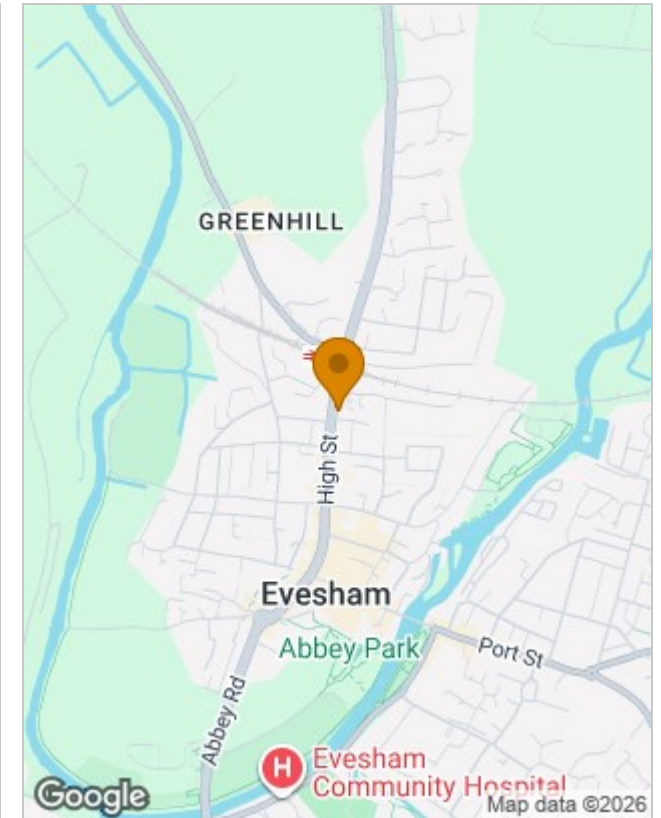 GREENHILL
High St
Evesham
Abbey Park
Port St
Abbey Rd
H
Evesham
Community Hospital
Google
Map data ©2026